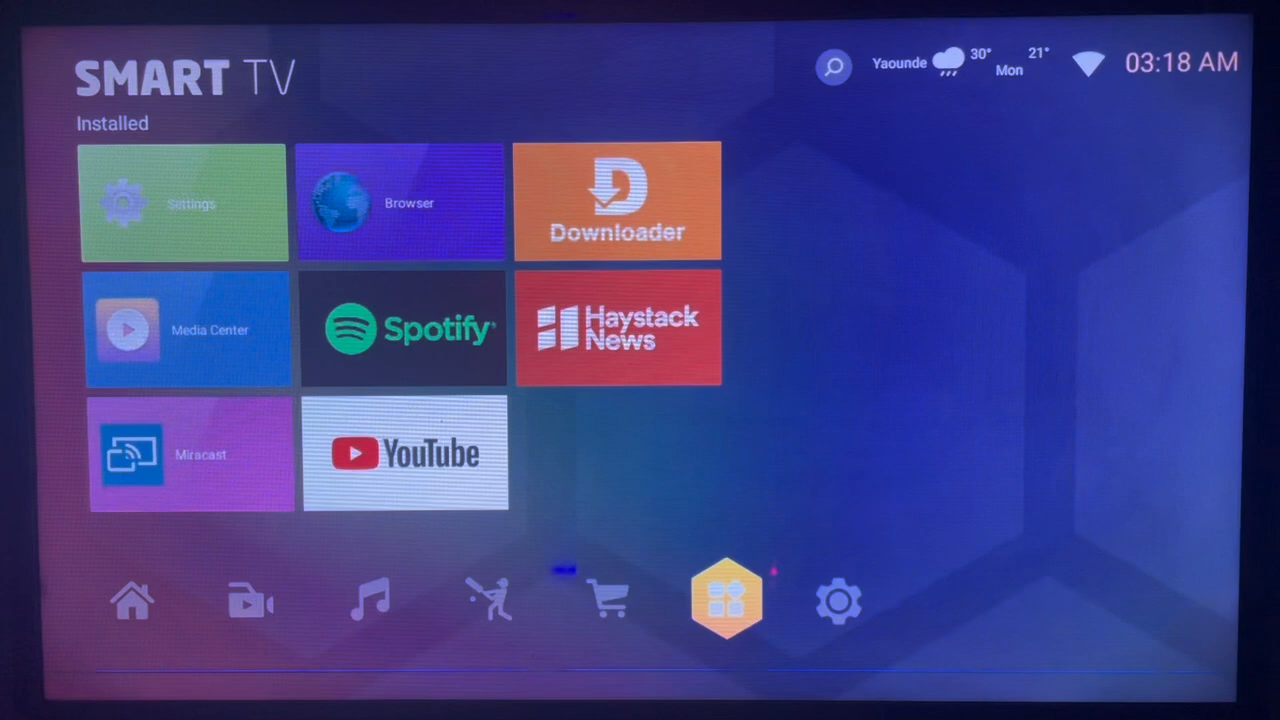 SMART TV
Yaounde 30° Mon 21° 03:18 AM
Installed
Settings
Browser
Downloader
Media Center
Spotify
Haystack
News
Miracast
YouTube